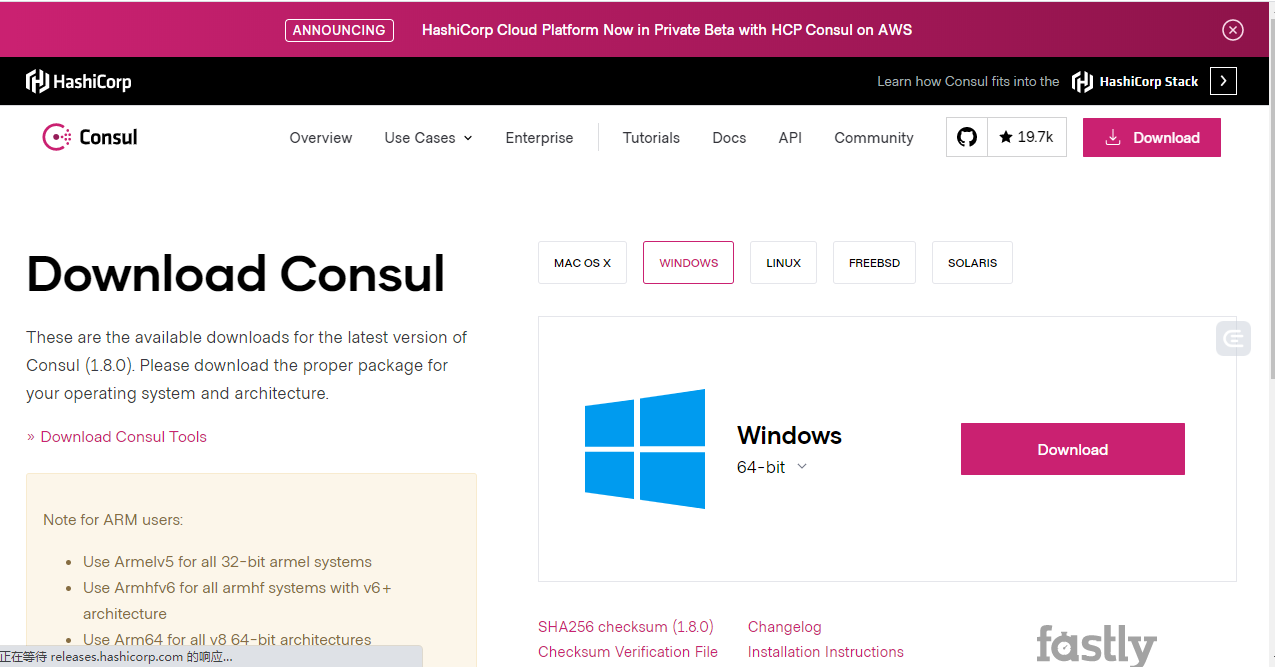 ANNOUNCING HashiCorp Cloud Platform Now in Private Beta with HCP Consul on AWS
HashiCorp Learn how Consul fits into the HashiCorp Stack
Consul Overview Use Cases Enterprise Tutorials Docs API Community 19.7k Download
Download Consul
These are the available downloads for the latest version of
Consul (1.8.0). Please download the proper package for
your operating system and architecture.
» Download Consul Tools
Note for ARM users:
• Use Armelv5 for all 32-bit armel systems
• Use Armhfv6 for all armhf systems with v6+
architecture
• Use Arm64 for all v8 64-bit architectures
MAC OS X WINDOWS LINUX FREEBSD SOLARIS
Windows
64-bit
Download
SHA256 checksum (1.8.0) Changelog
Checksum Verification File Installation Instructions
fastly
正在等待 releases.hashicorp.com 的响应...